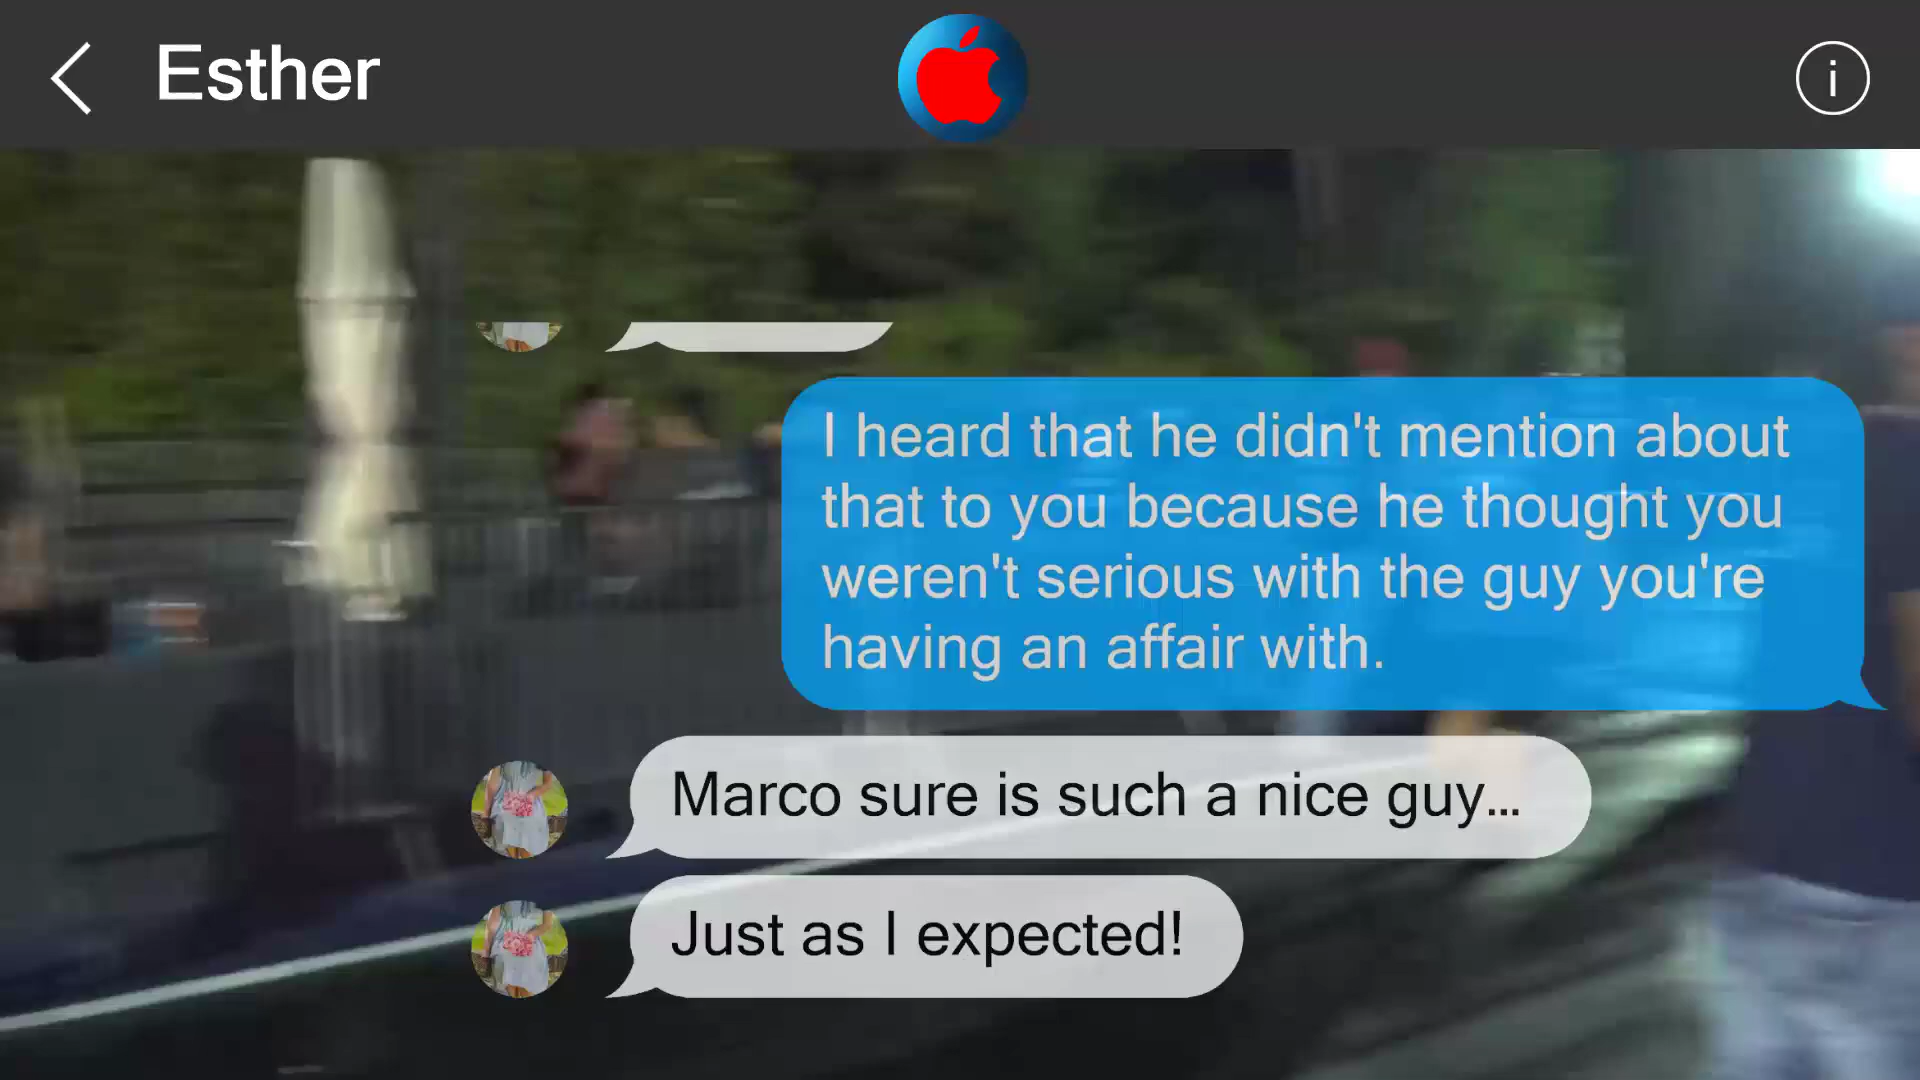 Esther
i
I heard that he didn't mention about
that to you because he thought you
weren't serious with the guy you're
having an affair with.
Marco sure is such a nice guy...
Just as I expected!